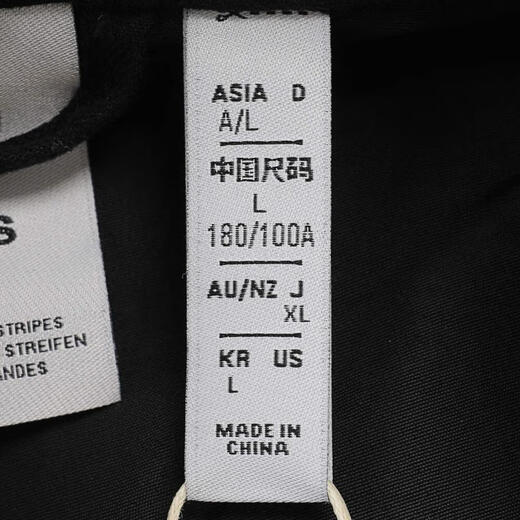 ASIA D
A/L
中国尺码
L
180/100A
AU/NZ J
XL
KR US
L
MADE IN
CHINA
S
STRIPES
STREIFEN
ANDES